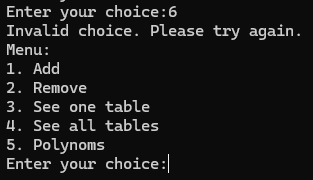 Enter your choice:6
Invalid choice. Please try again.
Menu:
1. Add
2. Remove
3. See one table
4. See all tables
5. Polynoms
Enter your choice: